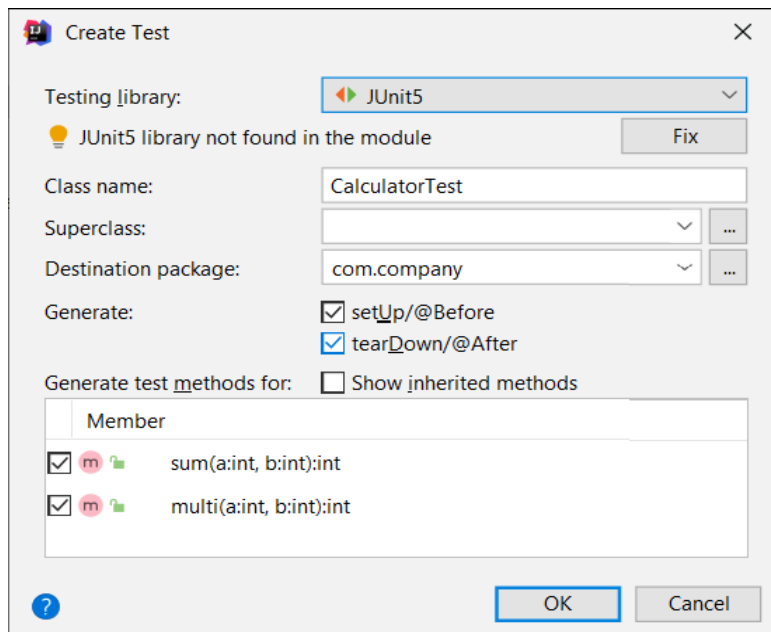 Create Test
Testing library: JUnit5
JUnit5 library not found in the module Fix
Class name: CalculatorTest
Superclass: ...
Destination package: com.company ...
Generate: setUp/@Before
tearDown/@After
Generate test methods for: Show inherited methods
Member
m sum(a:int, b:int):int
m multi(a:int, b:int):int
? OK Cancel